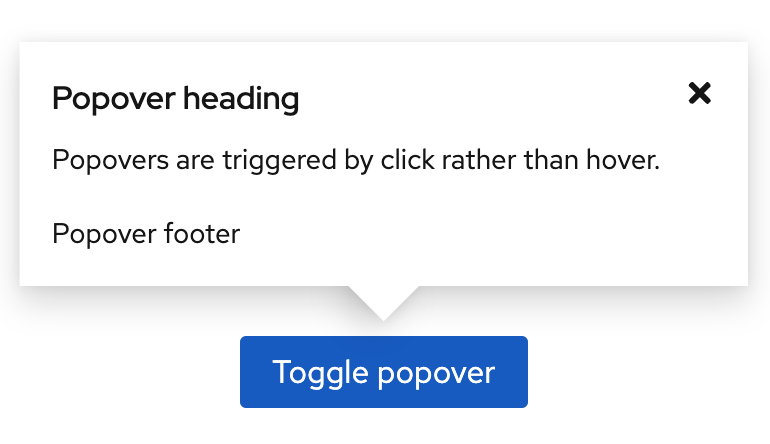 Popover heading
Popovers are triggered by click rather than hover.
Popover footer
Toggle popover